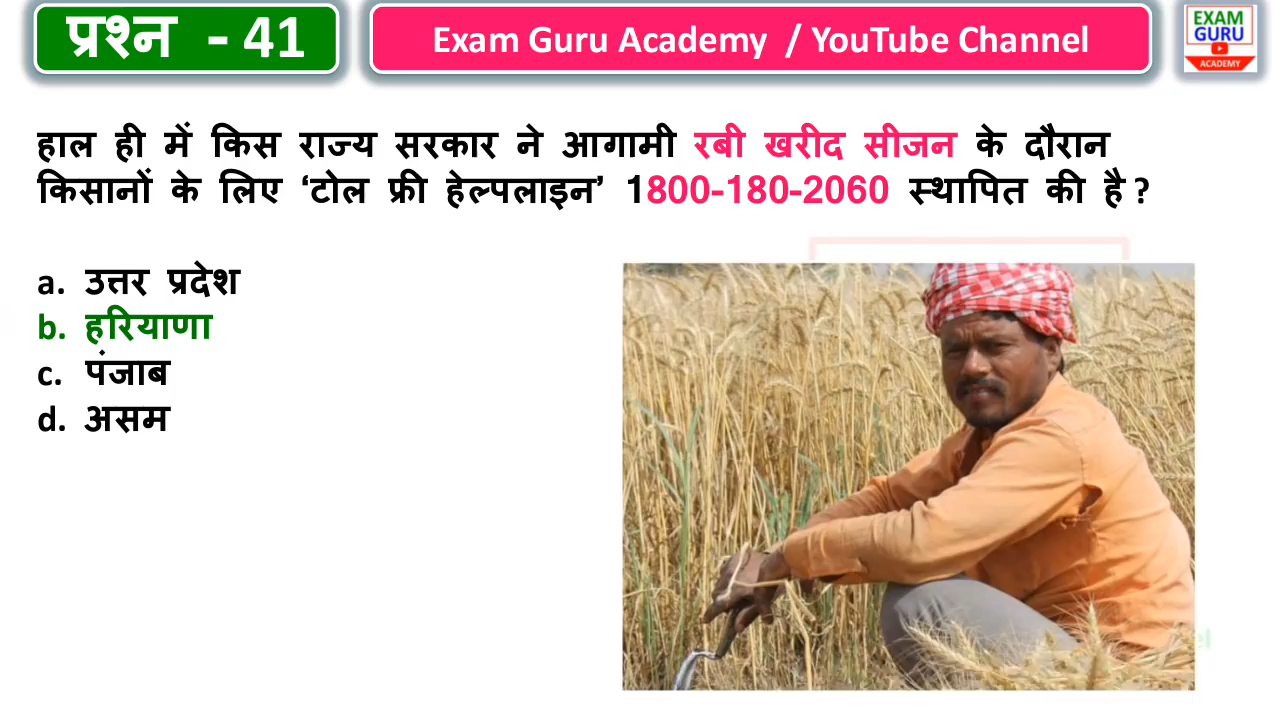 प्रश्न - 41
Exam Guru Academy / YouTube Channel
EXAM
GURU
ACADEMY
हाल ही में किस राज्य सरकार ने आगामी रबी खरीद सीजन के दौरान
किसानों के लिए ‘टोल फ्री हेल्पलाइन’ 1800-180-2060 स्थापित की है ?
a. उत्तर प्रदेश
b. हरियाणा
c. पंजाब
d. असम